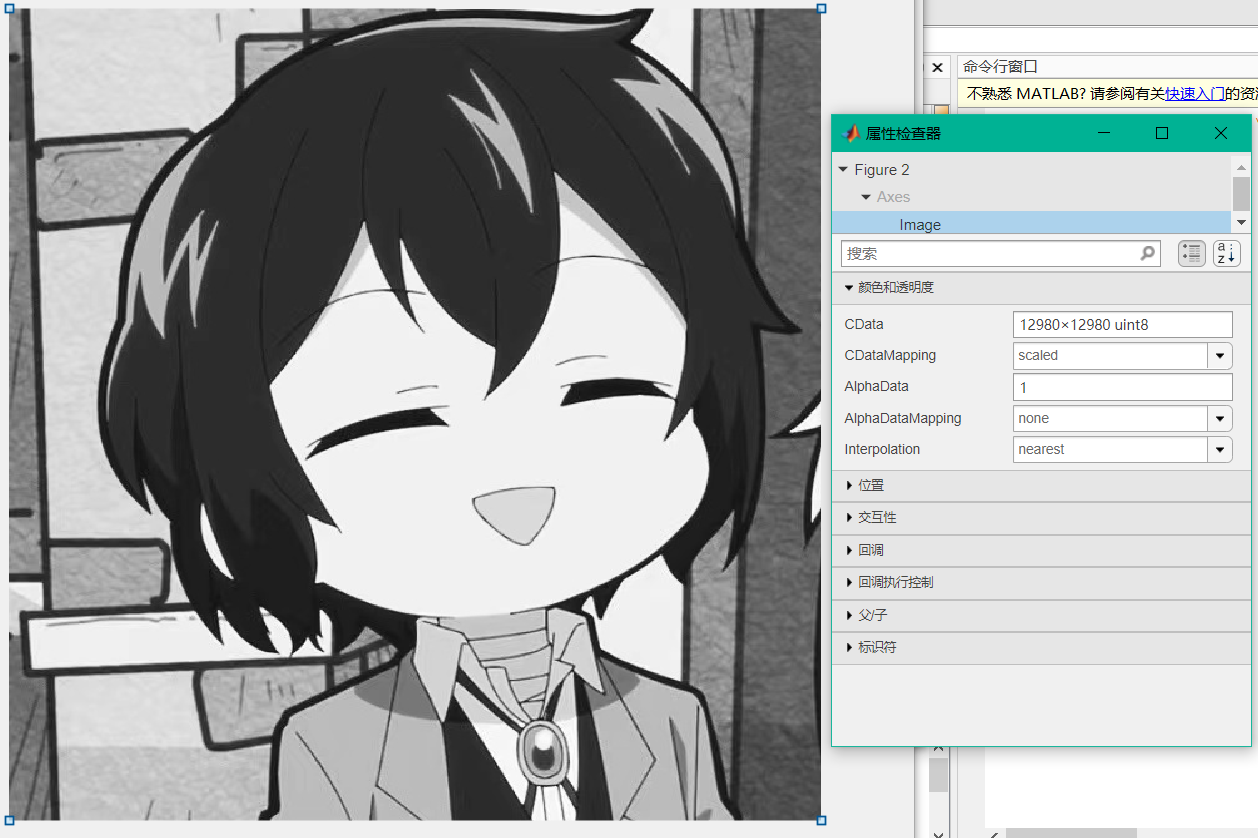 命令行窗口
不熟悉 MATLAB? 请参阅有关快速入门的资
属性检查器
Figure 2
Axes
Image
搜索
颜色和透明度
CData
12980×12980 uint8
CDataMapping
scaled
AlphaData
1
AlphaDataMapping
none
Interpolation
nearest
位置
交互性
回调
回调执行控制
父/子
标识符